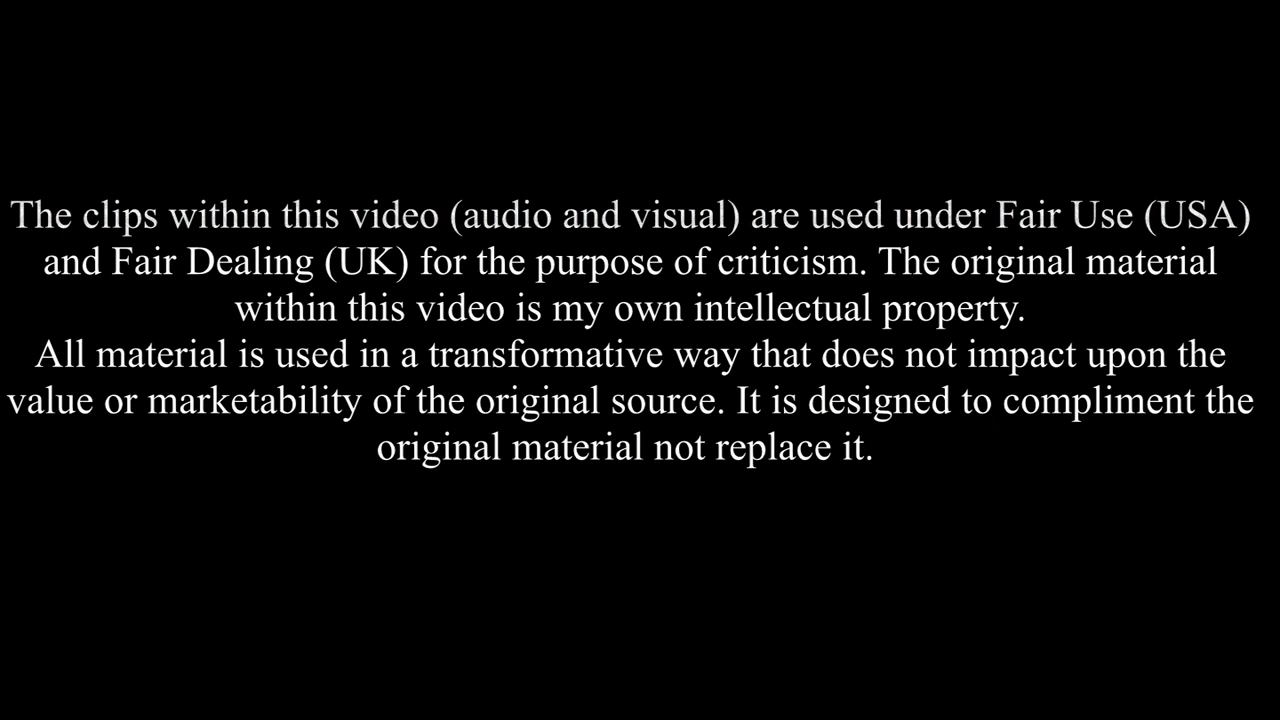 The clips within this video (audio and visual) are used under Fair Use (USA)
and Fair Dealing (UK) for the purpose of criticism. The original material
within this video is my own intellectual property.
All material is used in a transformative way that does not impact upon the
value or marketability of the original source. It is designed to compliment the
original material not replace it.